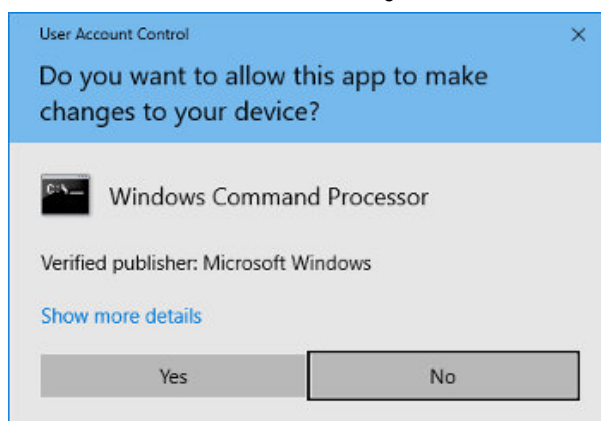 User Account Control
Do you want to allow this app to make
changes to your device?
C:\_
Windows Command Processor
Verified publisher: Microsoft Windows
Show more details
Yes
No